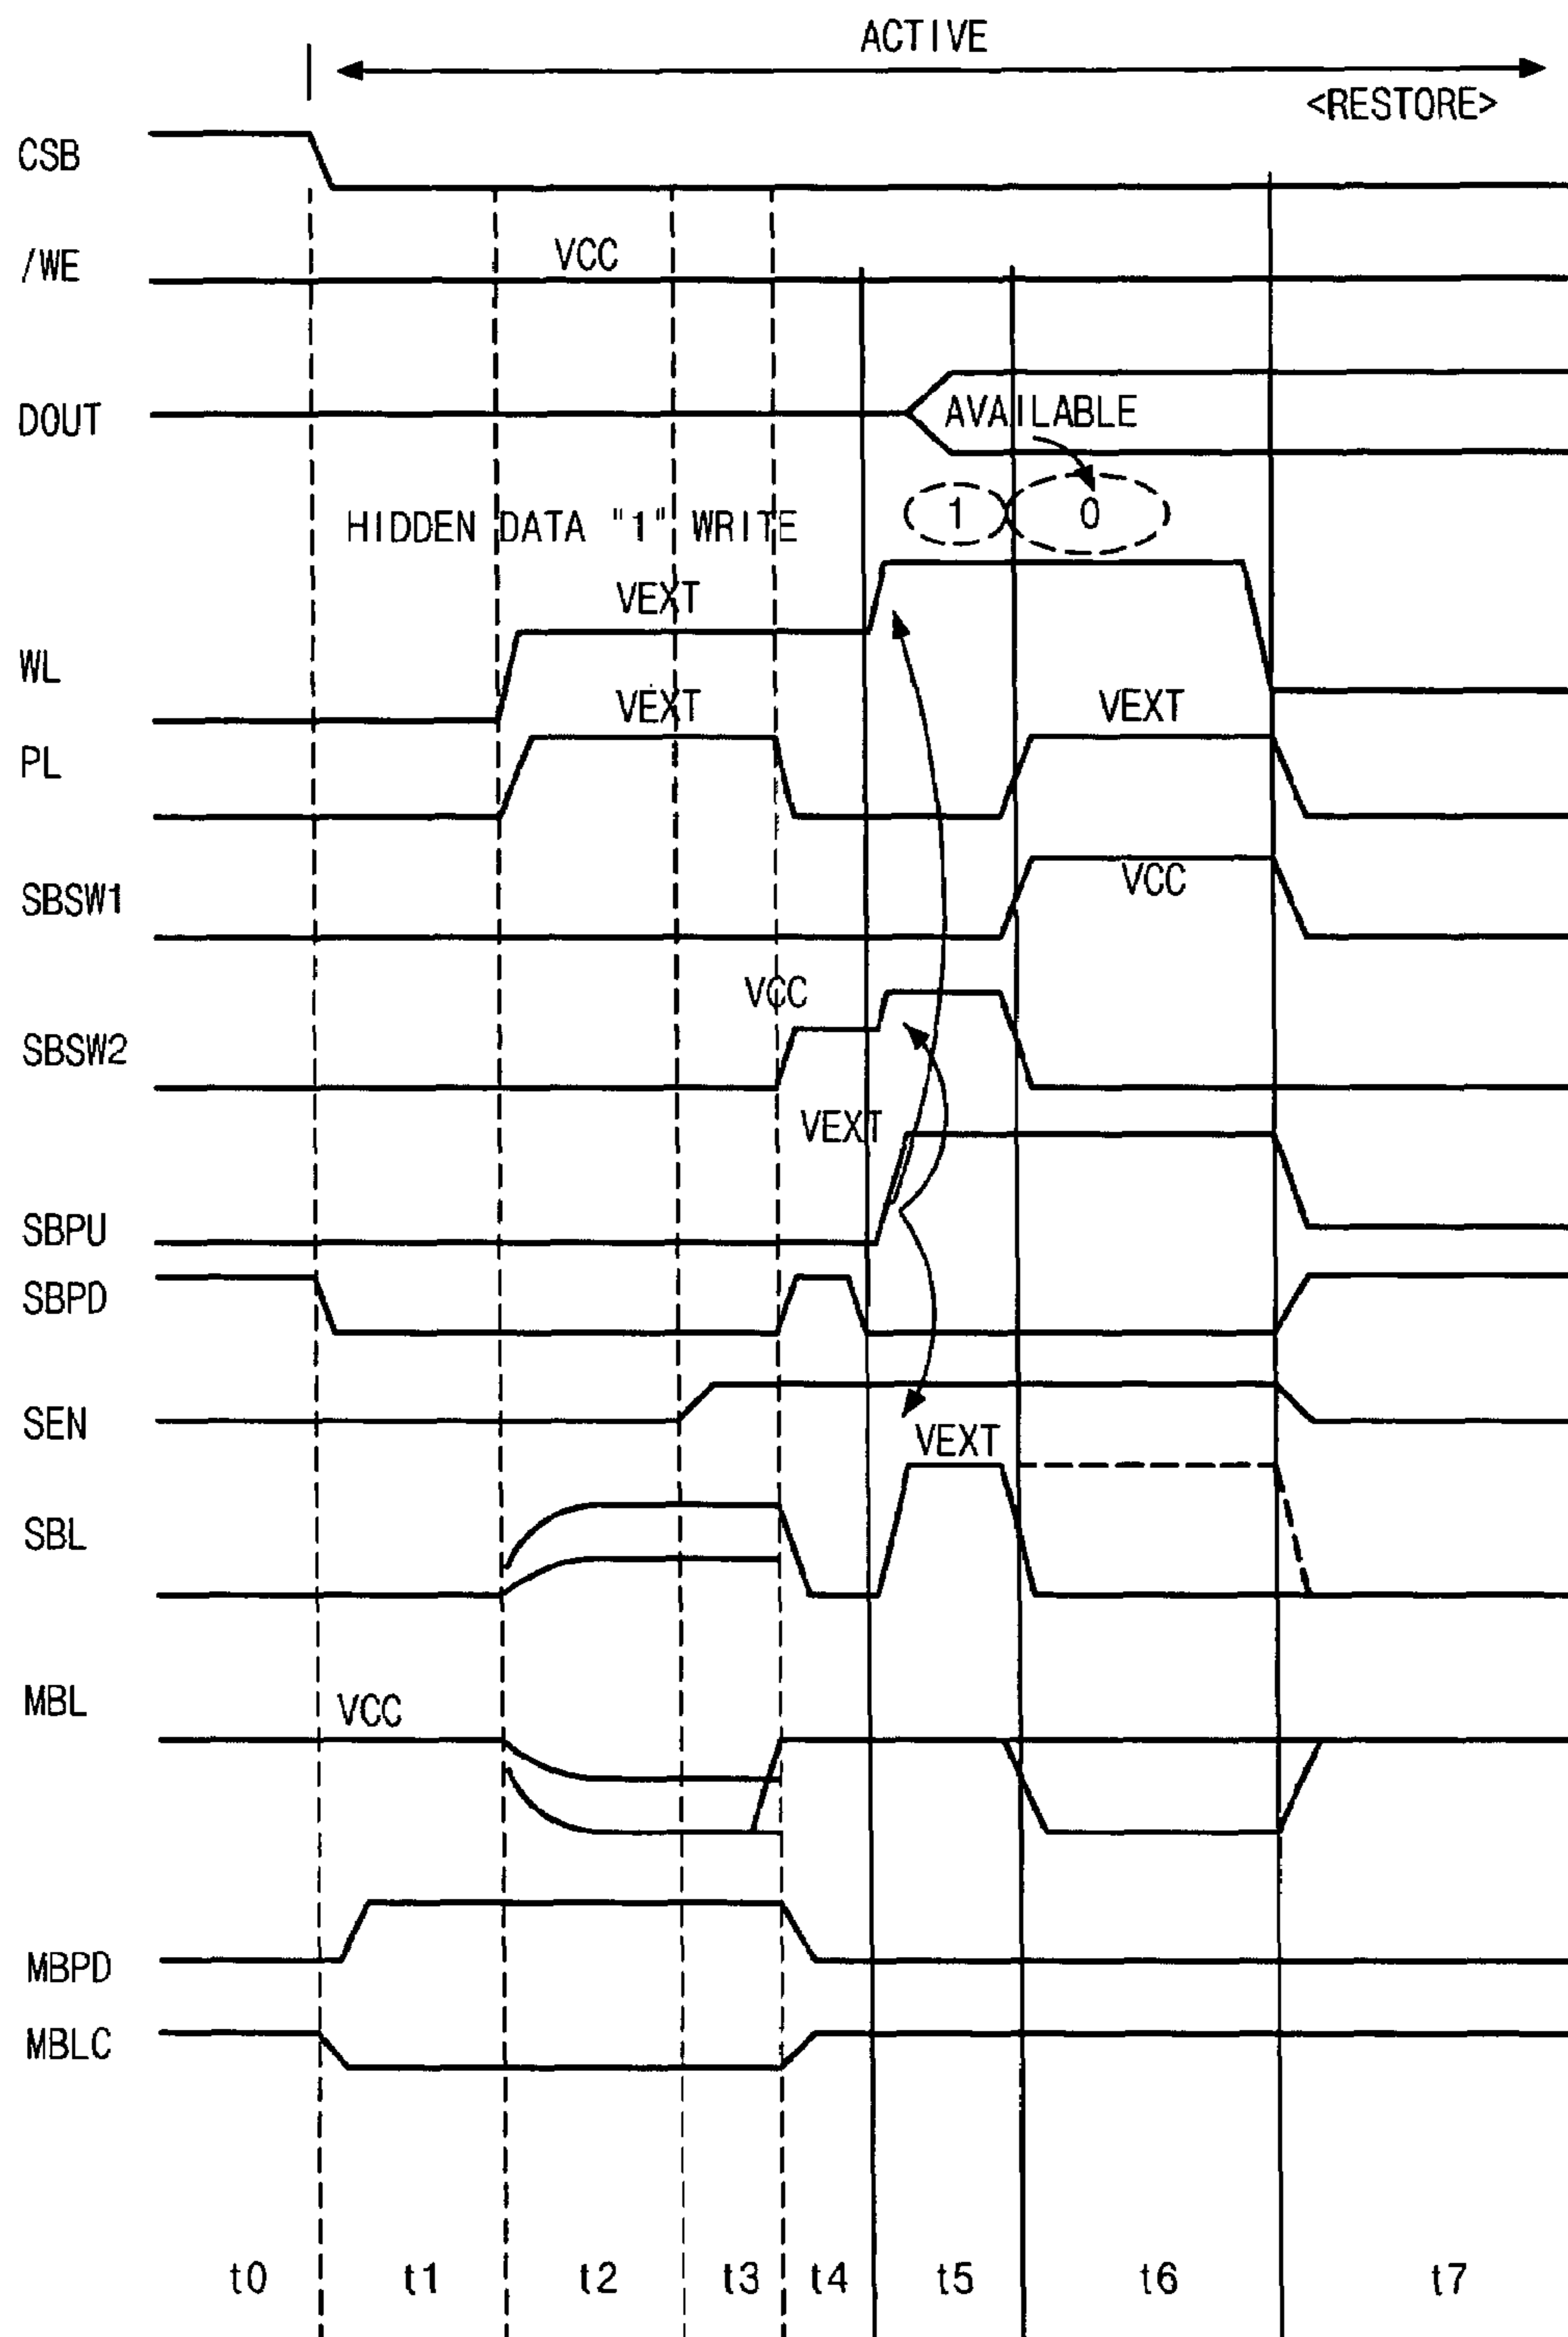 ACTIVE
<RESTORE>
CSB
/WE
VCC
DOUT
AVAILABLE
HIDDEN DATA "1" WRITE
1
0
WL
VEXT
PL
VEXT
VEXT
SBSW1
VCC
SBSW2
VCC
SBPU
VEXT
SBPD
SEN
SBL
VEXT
MBL
VCC
MBPD
MBLC
t0 t1 t2 t3 t4 t5 t6 t7